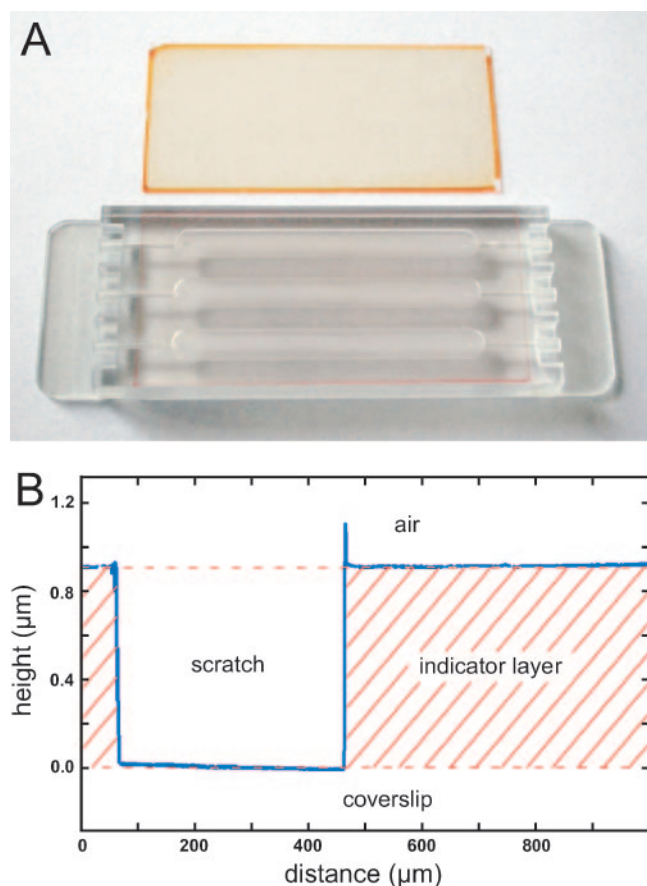 A
B
1.2
air
0.8
height (µm)
scratch
indicator layer
0.4
0.0
coverslip
0 200 400 600 800
distance (µm)